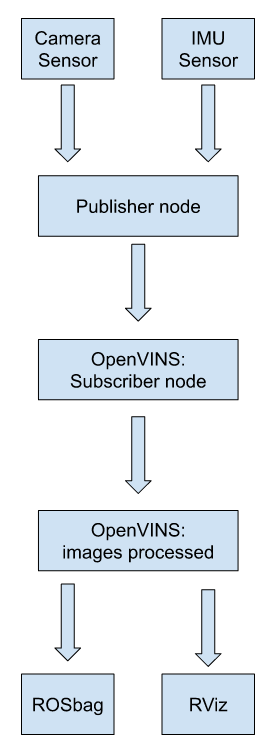 Camera
Sensor
IMU
Sensor
Publisher node
OpenVINS:
Subscriber node
OpenVINS:
images processed
ROSbag
RViz